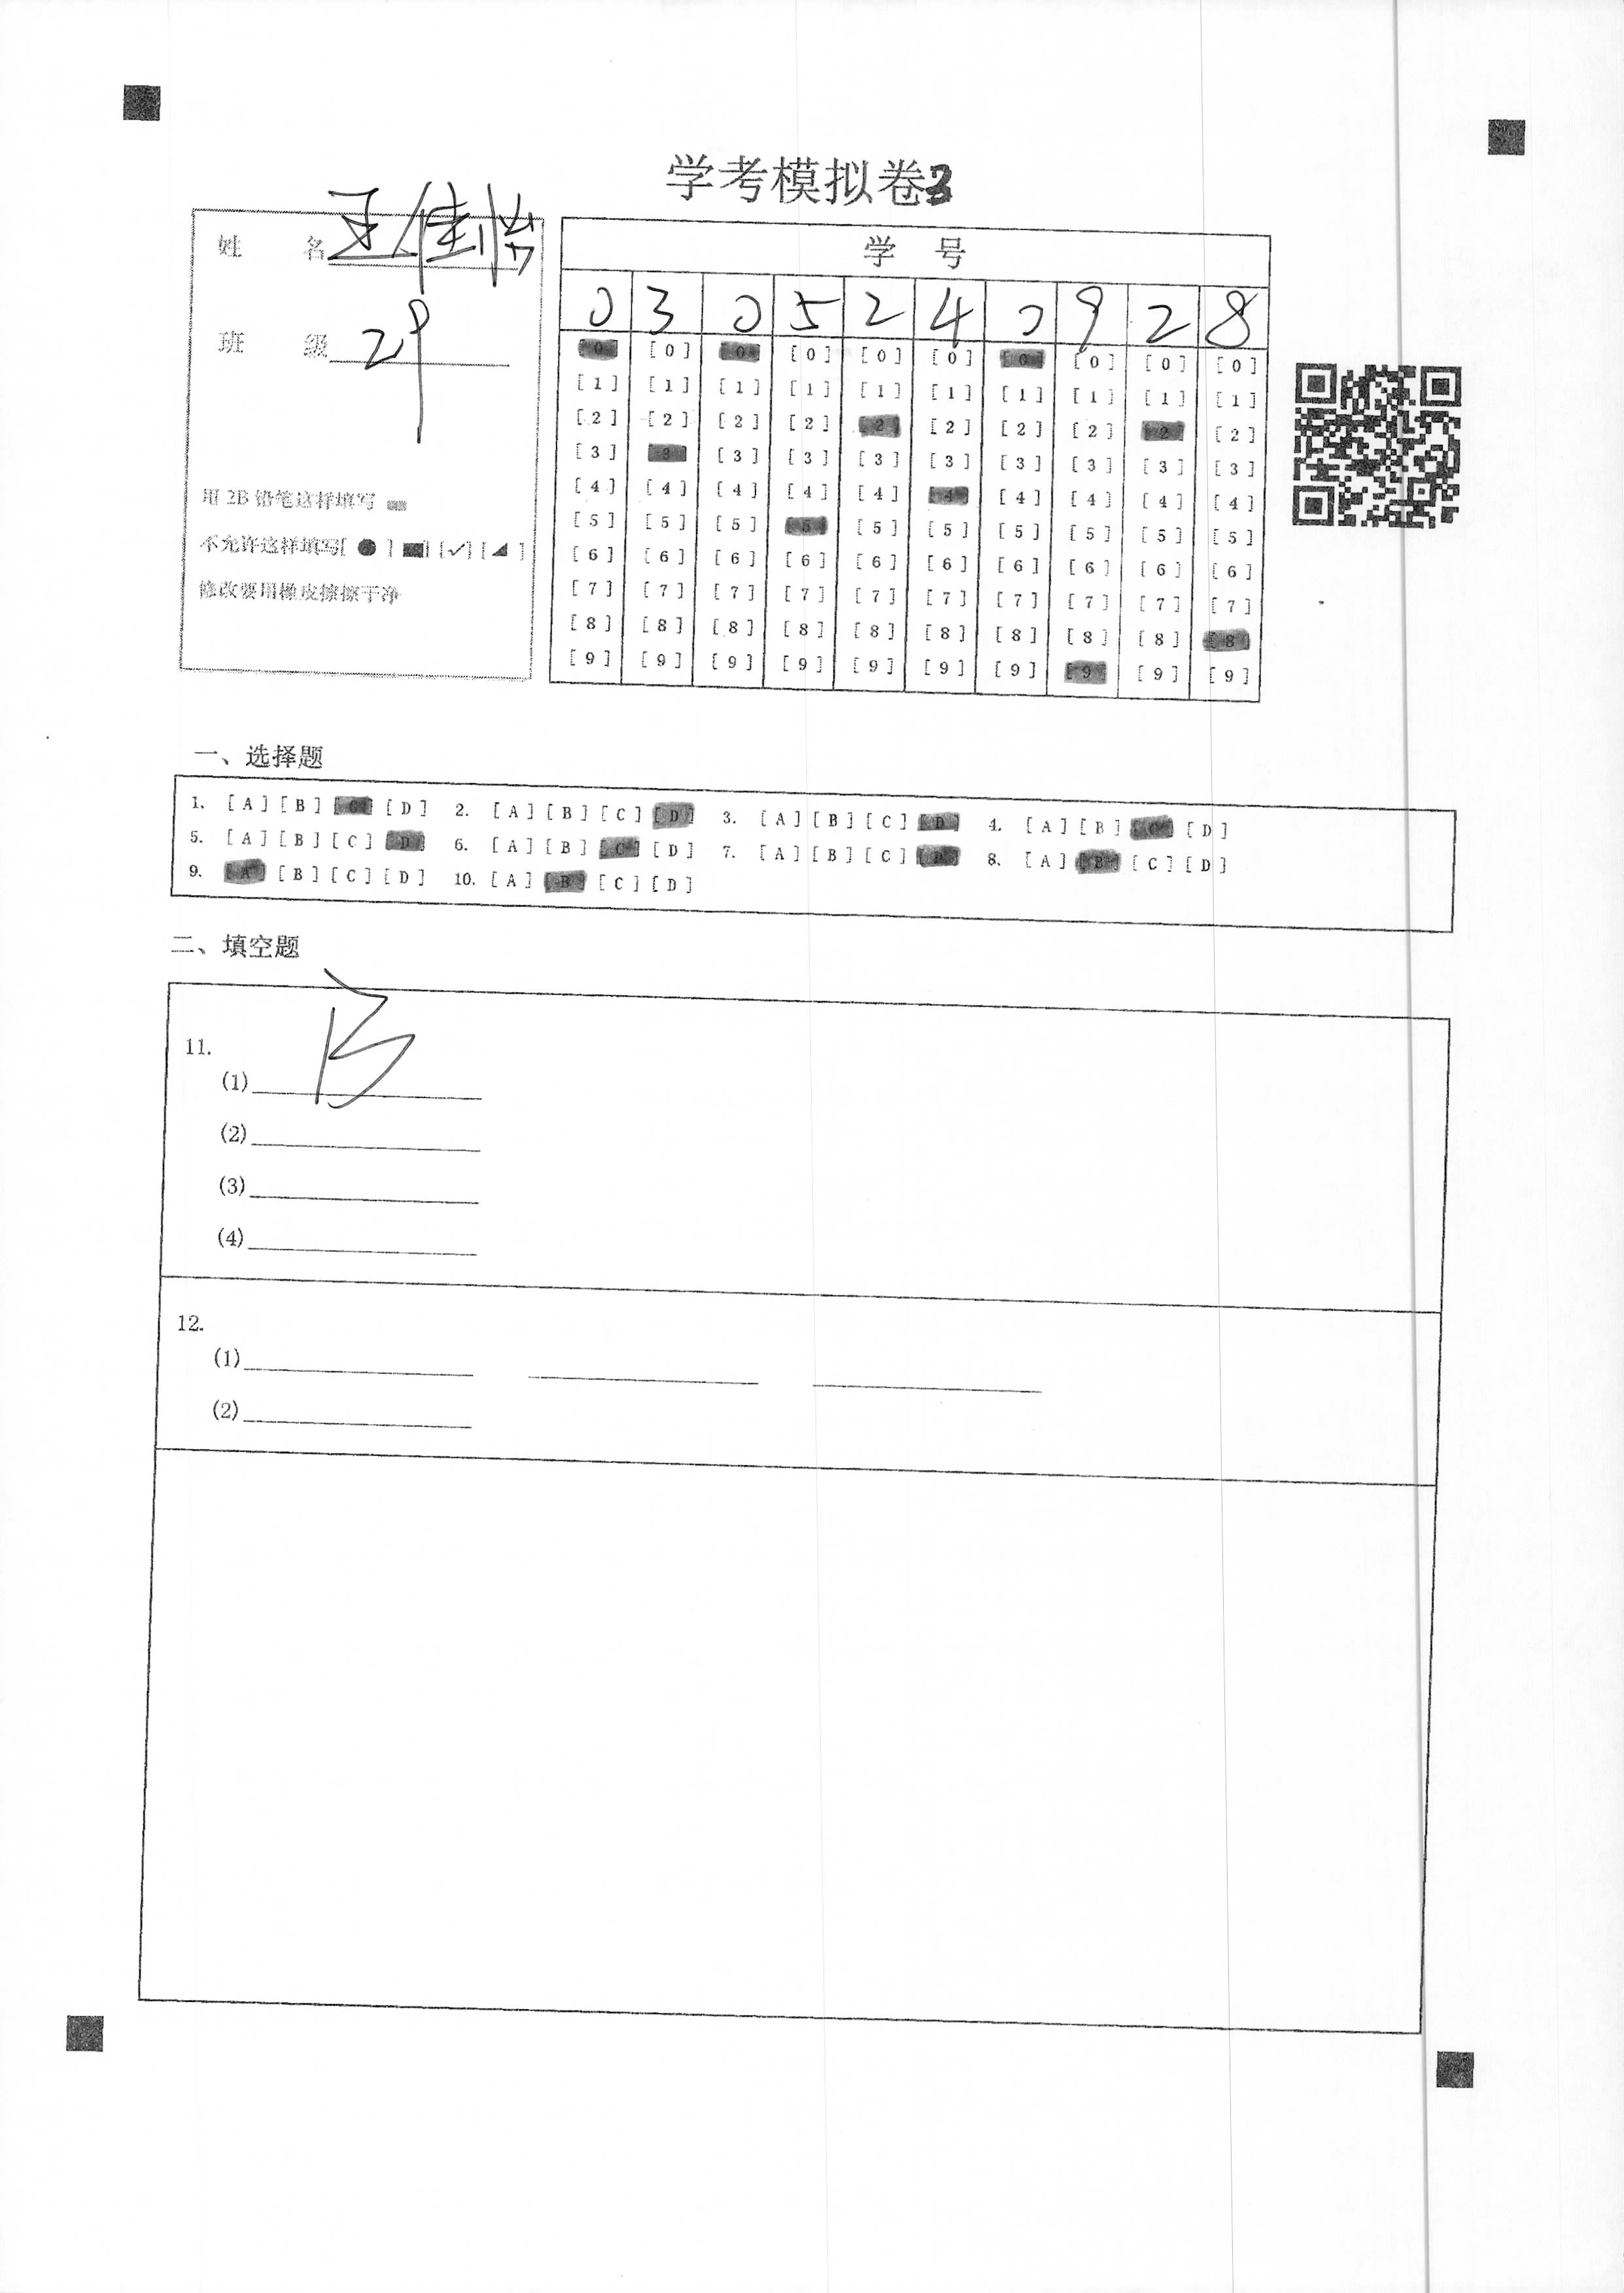 学考模拟卷3
姓 名 王佳怡
班 级 29
用 2B 铅笔这样填写
不允许这样填写[ ● ] [■] [✓] [◢ ]
修改要用橡皮擦擦干净
学 号
0 3 0 5 2 4 0 9 2 8
[0] [0] [0] [0] [0] [0] [0] [0] [0] [0]
[1] [1] [1] [1] [1] [1] [1] [1] [1] [1]
[2] [2] [2] [2] [2] [2] [2] [2] [2] [2]
[3] [3] [3] [3] [3] [3] [3] [3] [3] [3]
[4] [4] [4] [4] [4] [4] [4] [4] [4] [4]
[5] [5] [5] [5] [5] [5] [5] [5] [5] [5]
[6] [6] [6] [6] [6] [6] [6] [6] [6] [6]
[7] [7] [7] [7] [7] [7] [7] [7] [7] [7]
[8] [8] [8] [8] [8] [8] [8] [8] [8] [8]
[9] [9] [9] [9] [9] [9] [9] [9] [9] [9]
一、选择题
1. [A] [B] [C] [D] 2. [A] [B] [C] [D] 3. [A] [B] [C] [D] 4. [A] [B] [C] [D]
5. [A] [B] [C] [D] 6. [A] [B] [C] [D] 7. [A] [B] [C] [D] 8. [A] [B] [C] [D]
9. [A] [B] [C] [D] 10. [A] [B] [C] [D]
二、填空题
11.
(1) B
(2)
(3)
(4)
12.
(1)
(2)